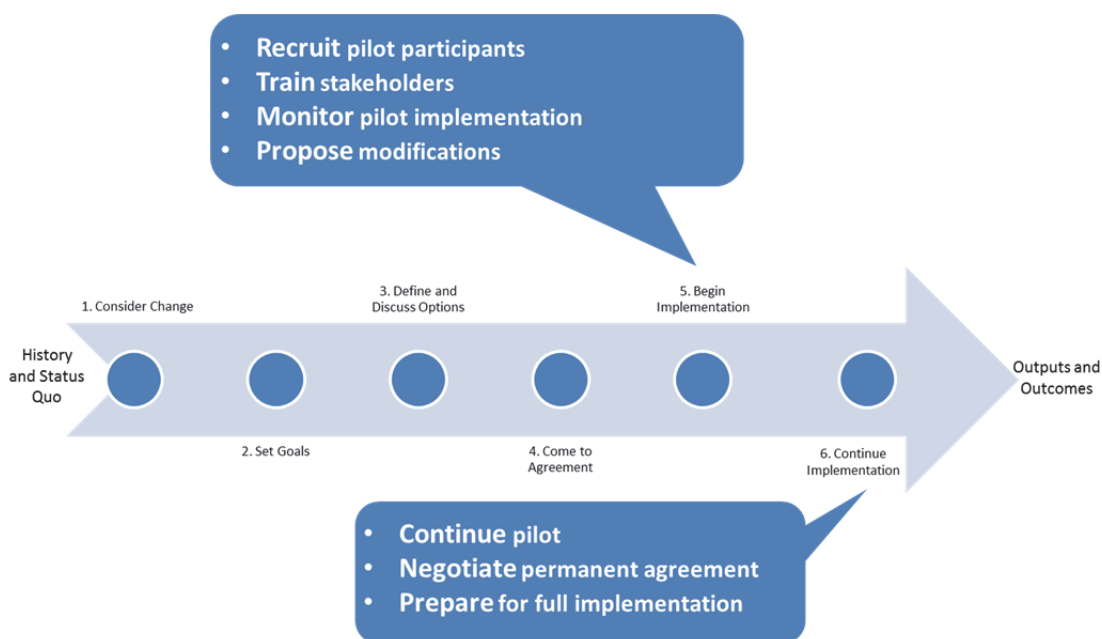 • Recruit pilot participants
• Train stakeholders
• Monitor pilot implementation
• Propose modifications
3. Define and
Discuss Options
5. Begin
Implementation
1. Consider Change
History
and Status
Quo
Outputs and
Outcomes
2. Set Goals
4. Come to
Agreement
6. Continue
Implementation
• Continue pilot
• Negotiate permanent agreement
• Prepare for full implementation